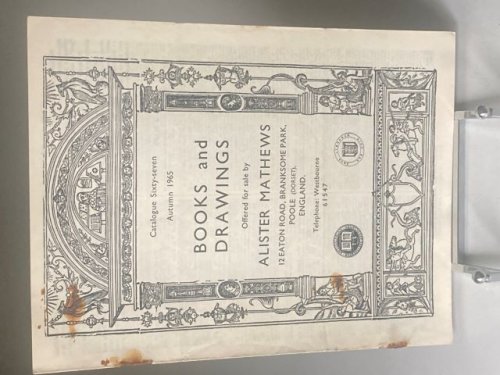 Catalogue Sixty-seven
Autumn 1965
BOOKS and
DRAWINGS
Offered for sale by
ALISTER MATHEWS
12 EATON ROAD, BRANKSOME PARK,
POOLE (DORSET),
ENGLAND.
Telephone: Westbourne
61547